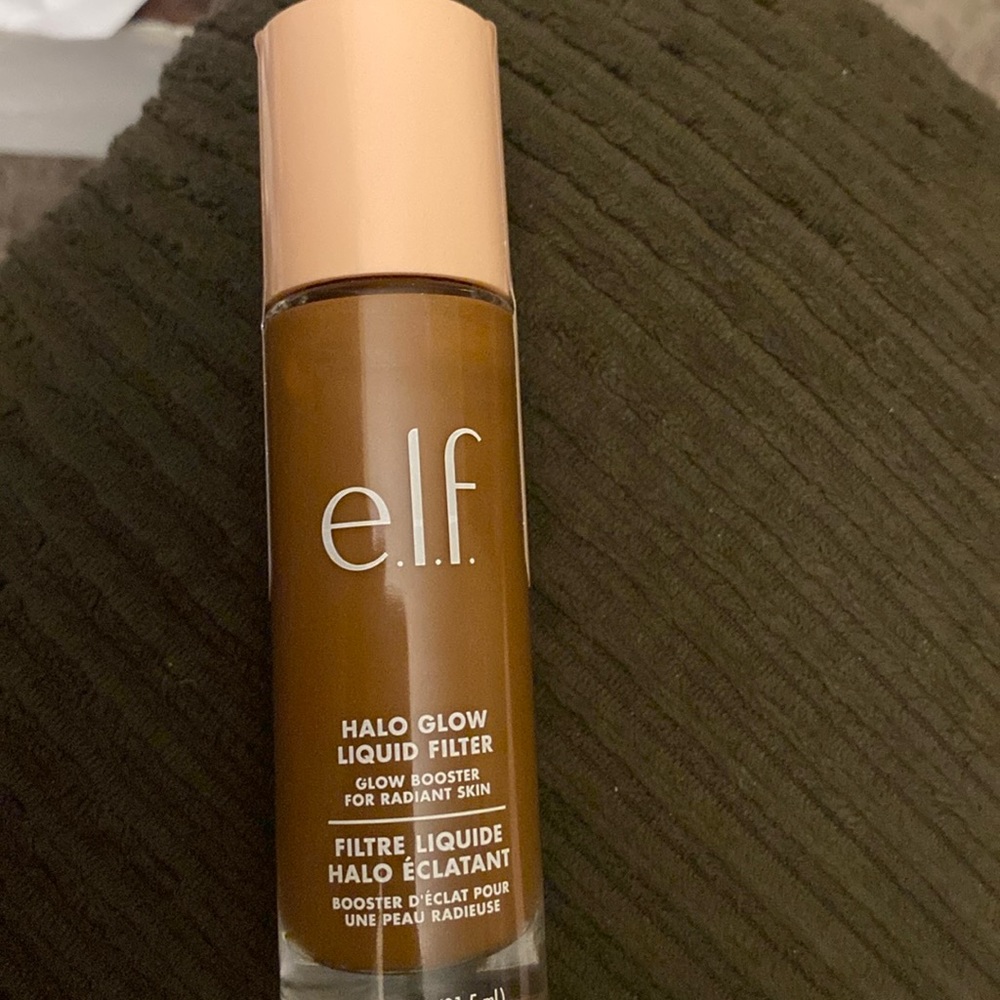 e.l.f.
HALO GLOW
LIQUID FILTER
GLOW BOOSTER
FOR RADIANT SKIN
FILTRE LIQUIDE
HALO ÉCLATANT
BOOSTER D'ÉCLAT POUR
UNE PEAU RADIEUSE